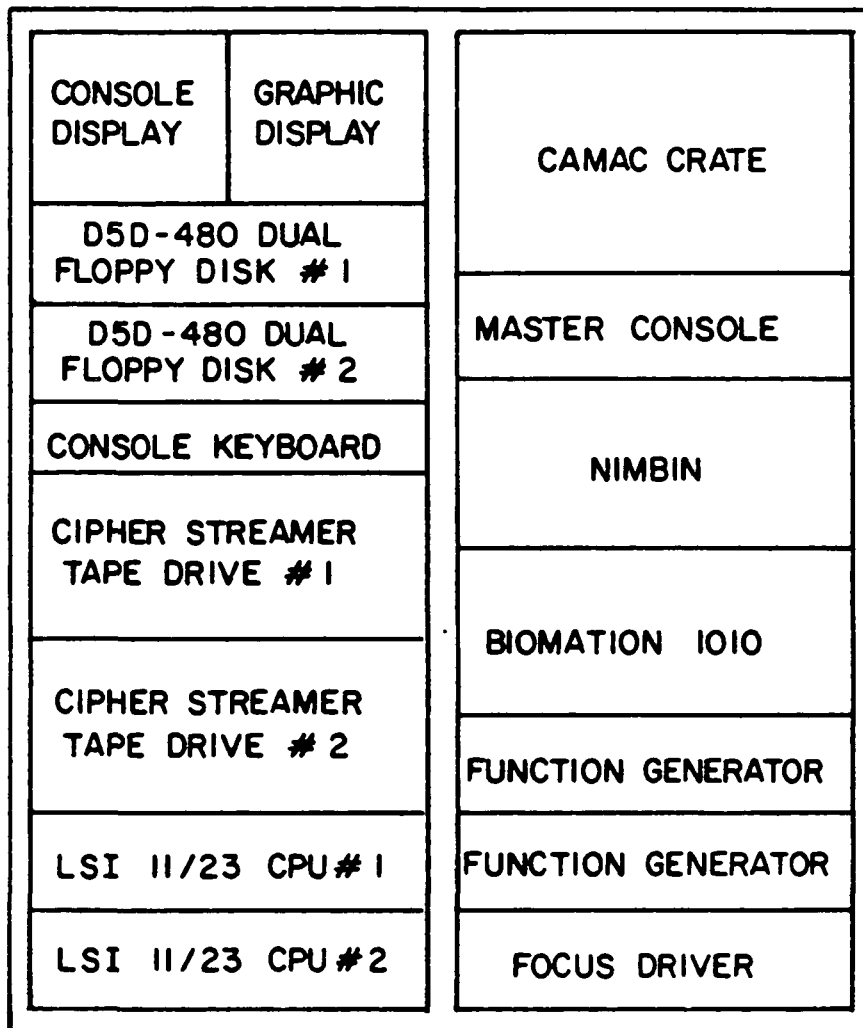 CONSOLE
DISPLAY
GRAPHIC
DISPLAY
D5D-480 DUAL
FLOPPY DISK #1
D5D-480 DUAL
FLOPPY DISK #2
CONSOLE KEYBOARD
CIPHER STREAMER
TAPE DRIVE #1
CIPHER STREAMER
TAPE DRIVE #2
LSI 11/23 CPU#1
LSI 11/23 CPU#2
CAMAC CRATE
MASTER CONSOLE
NIMBIN
BIOMATION 1010
FUNCTION GENERATOR
FUNCTION GENERATOR
FOCUS DRIVER